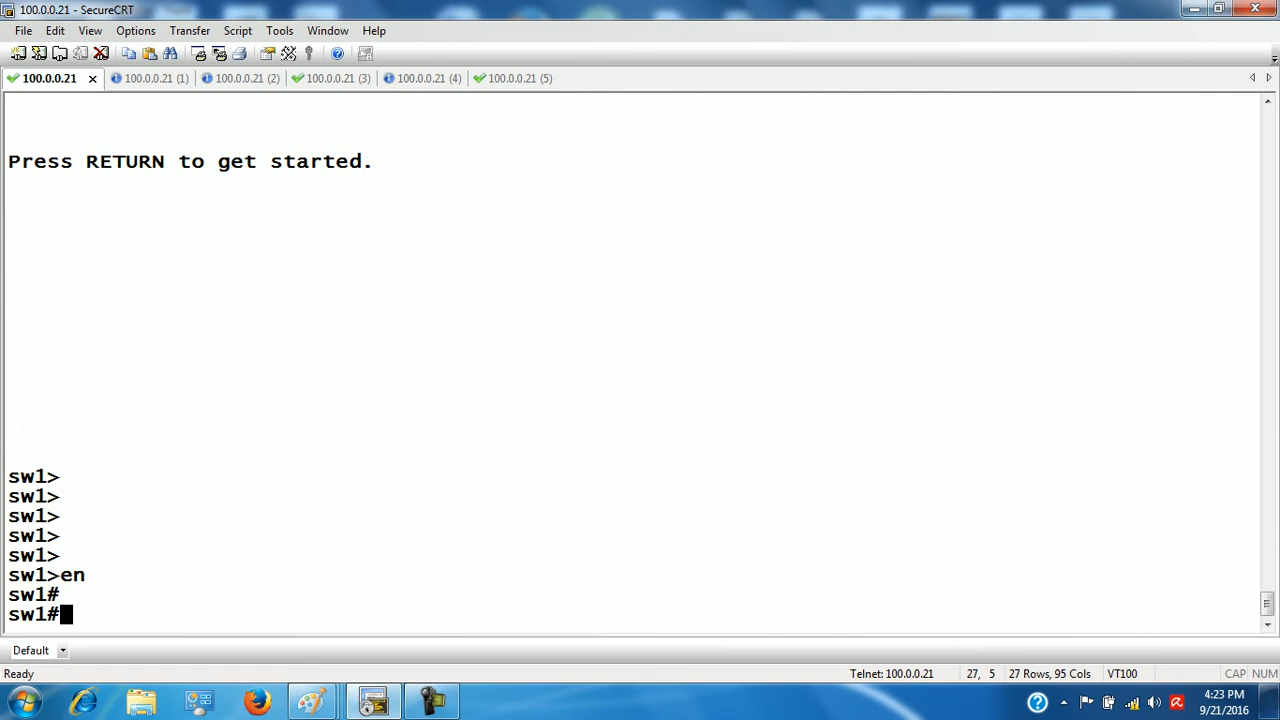 100.0.0.21 - SecureCRT
File Edit View Options Transfer Script Tools Window Help
100.0.0.21 100.0.0.21 (1) 100.0.0.21 (2) 100.0.0.21 (3) 100.0.0.21 (4) 100.0.0.21 (5)
Press RETURN to get started.
sw1>
sw1>
sw1>
sw1>
sw1>
sw1>en
sw1#
sw1#
Default
Ready Telnet: 100.0.0.21 27, 5 27 Rows, 95 Cols VT100 CAP NUM
4:23 PM
9/21/2016